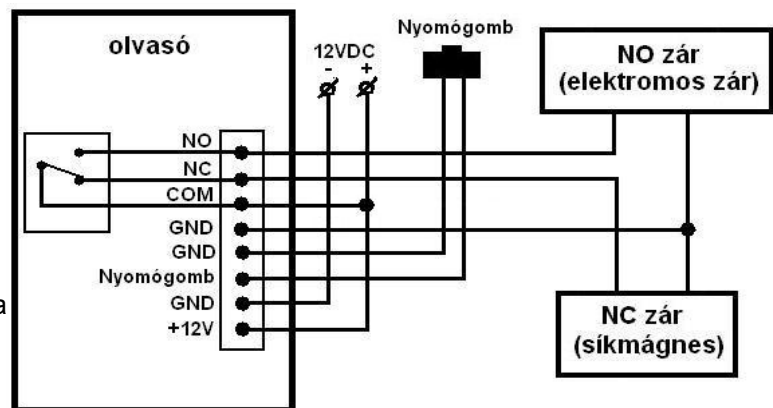 olvasó
12VDC
- +
Nyomógomb
NO zár
(elektromos zár)
NO
NC
COM
GND
GND
Nyomógomb
GND
+12V
a
NC zár
(síkmágnes)